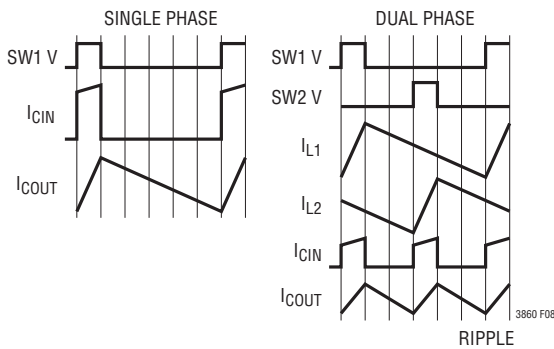 SINGLE PHASE
SW1 V
ICIN
ICOUT
DUAL PHASE
SW1 V
SW2 V
IL1
IL2
ICIN
ICOUT
3860 F08
RIPPLE